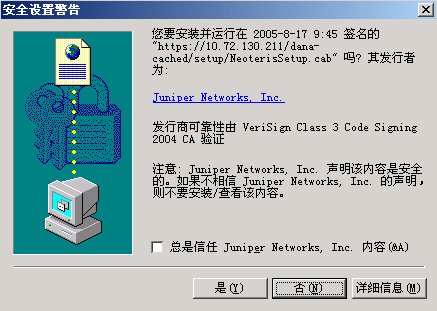 安全设置警告
您要安装并运行在 2005-8-17 9:45 签名的
"https://10.72.130.211/dana-
cached/setup/NeoterisSetup.cab" 吗? 其发行者
为:
Juniper Networks, Inc.
发行商可靠性由 VeriSign Class 3 Code Signing
2004 CA 验证
注意: Juniper Networks, Inc. 声明该内容是安全
的。如果不相信 Juniper Networks, Inc. 的声明,
则不要安装/查看该内容。
总是信任 Juniper Networks, Inc. 内容(&A)
是(Y)
否(N)
详细信息(M)